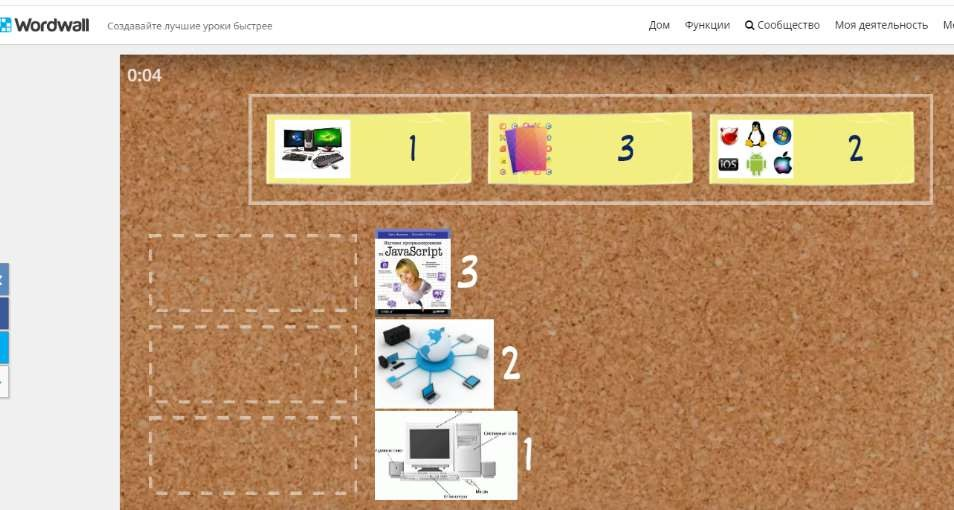 Wordwall
Создавайте лучшие уроки быстрее
Дом Функции Сообщество Моя деятельность
0:04
1
3
2
iOS
JavaScript
3
2
1